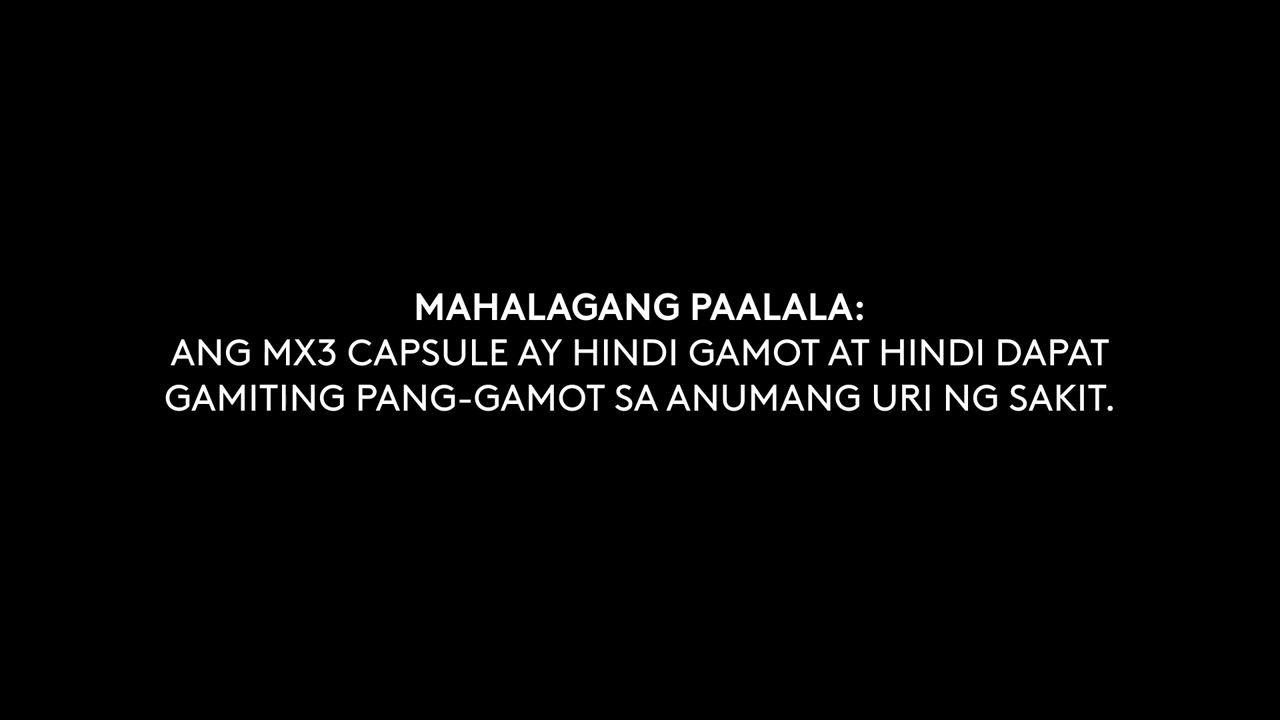 MAHALAGANG PAALALA:
ANG MX3 CAPSULE AY HINDI GAMOT AT HINDI DAPAT
GAMITING PANG-GAMOT SA ANUMANG URI NG SAKIT.